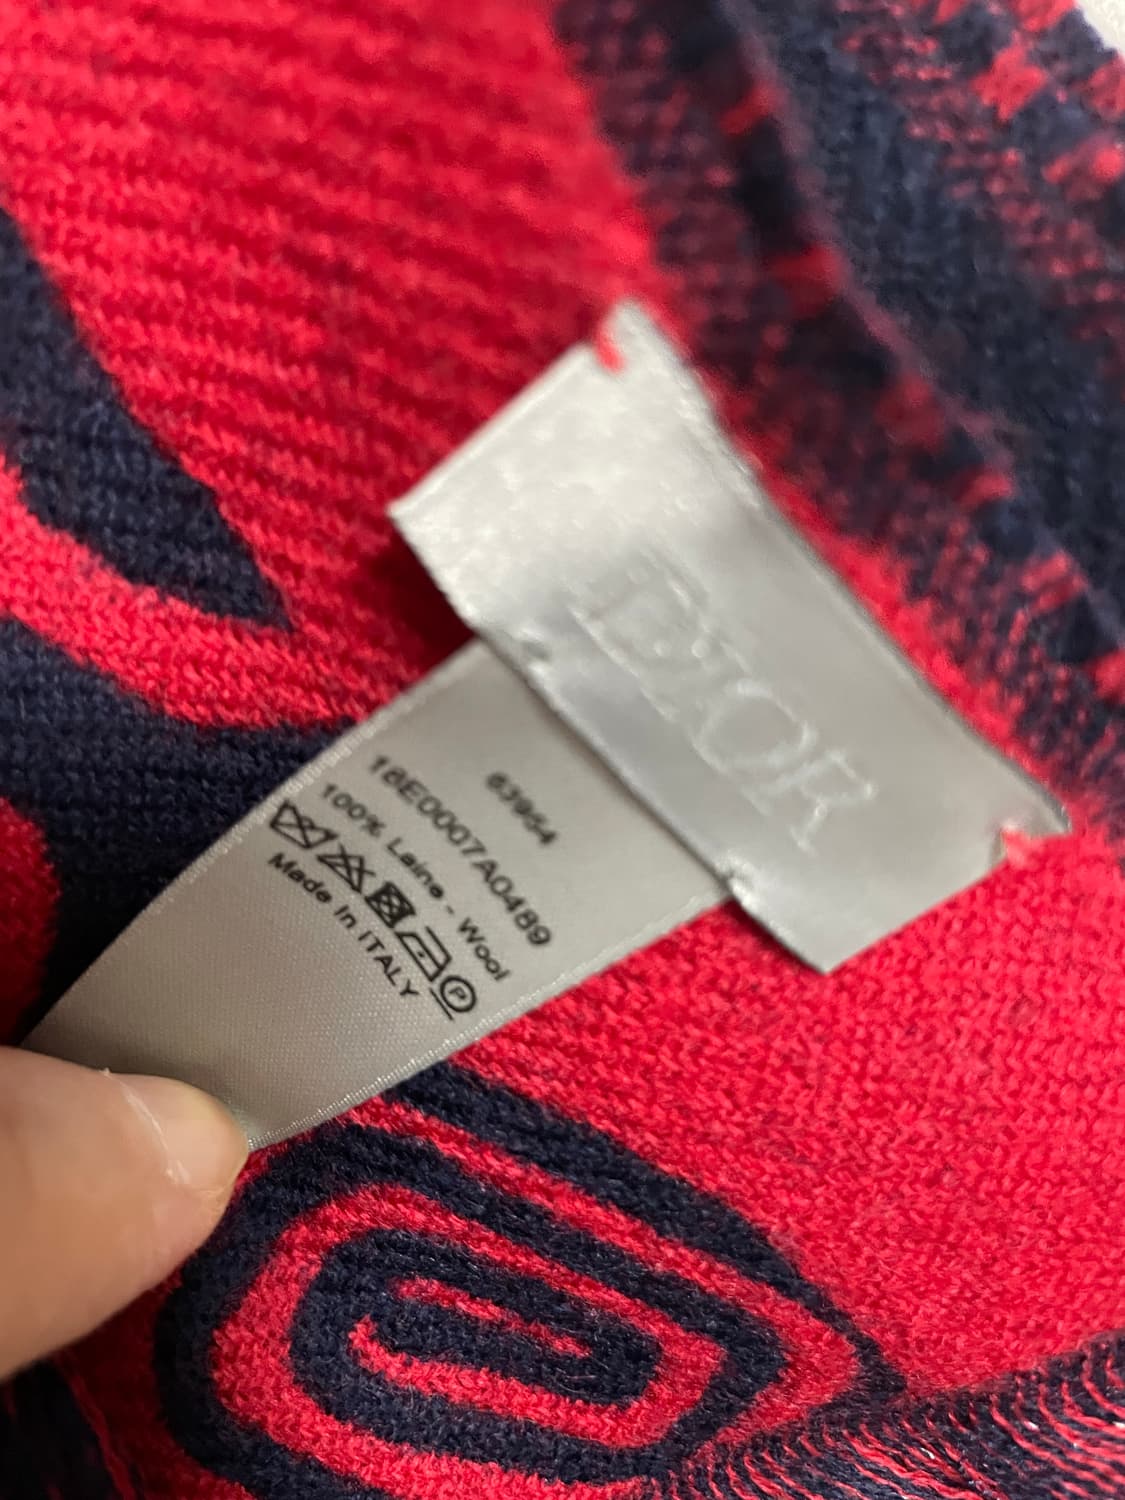 DIOR
63954
18E0007A0489
100% Laine - Wool
P
Made in ITALY